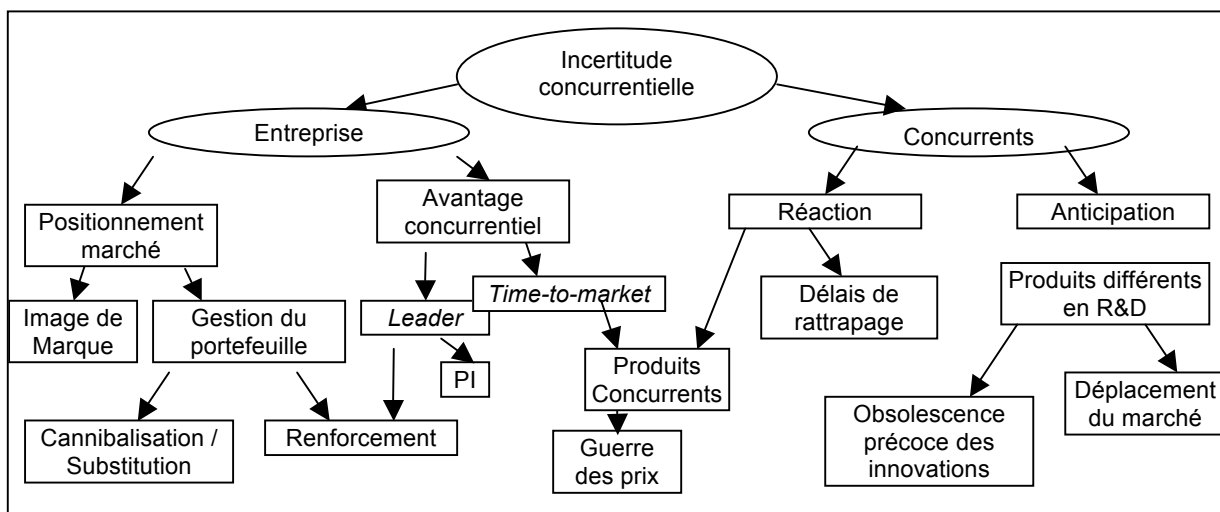 Incertitude
concurrentielle
Entreprise
Concurrents
Positionnement
marché
Avantage
concurrentiel
Réaction
Anticipation
Image de
Marque
Gestion du
portefeuille
Leader
Time-to-market
PI
Produits
Concurrents
Délais de
rattrapage
Produits différents
en R&D
Cannibalisation /
Substitution
Renforcement
Guerre
des prix
Obsolescence
précoce des
innovations
Déplacement
du marché